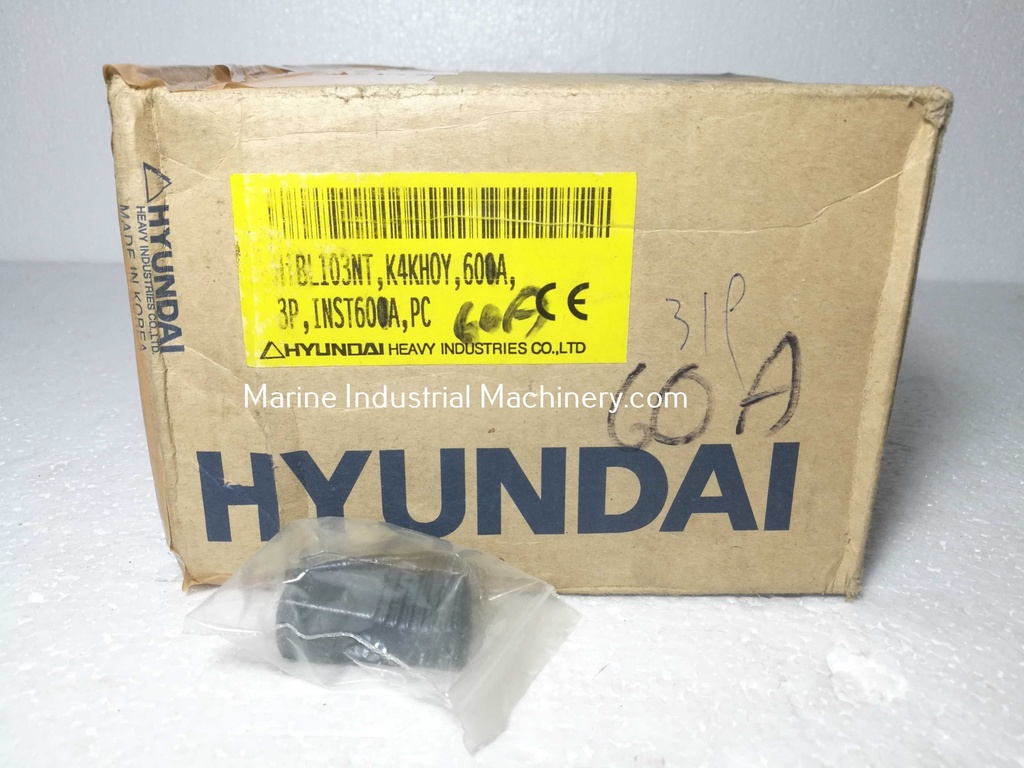 HYUNDAI
HEAVY INDUSTRIES CO.,LTD.
MADE IN KOREA
HiBL103NT,K4KHOY,600A,
3P,INST600A,PC
60A
CE
HYUNDAI HEAVY INDUSTRIES CO.,LTD
60A
Marine Industrial Machinery.com
HYUNDAI